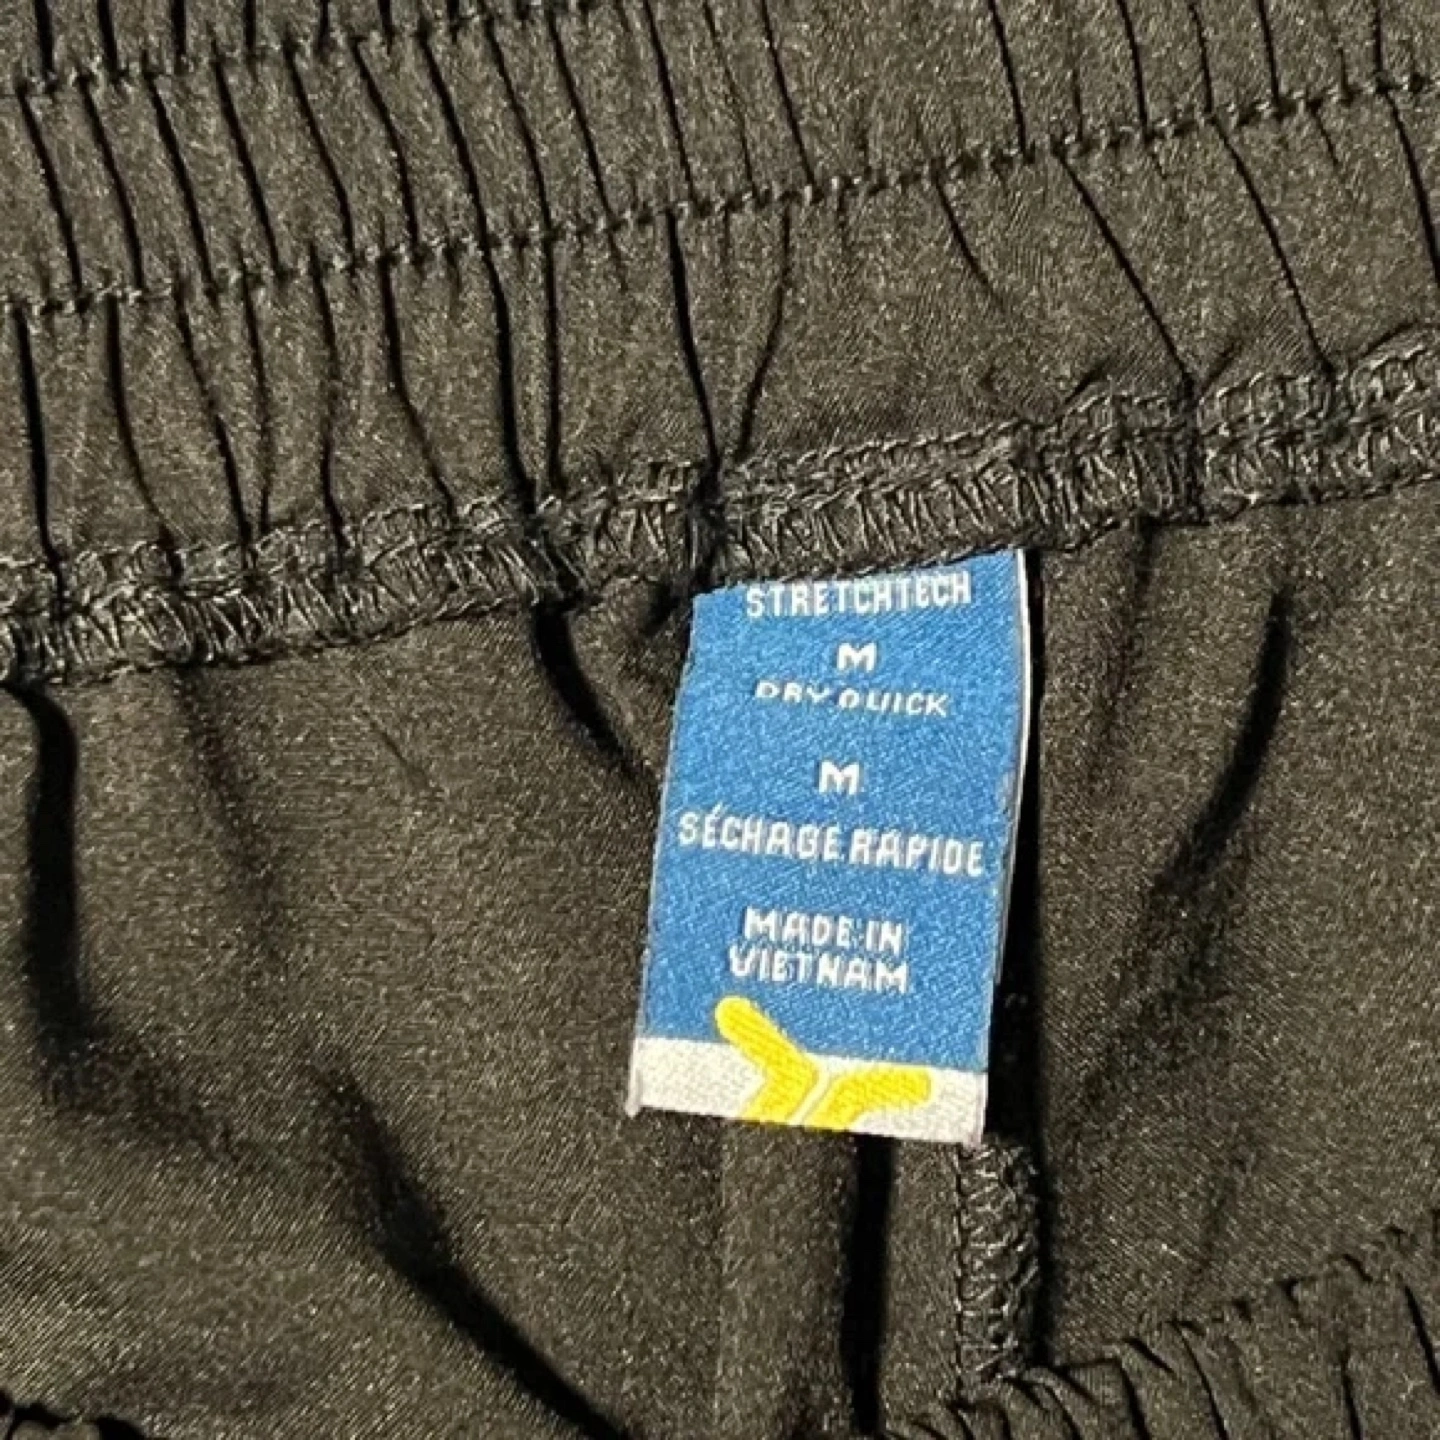 STRETCHTECH
M
DRY QUICK
M
SÉCHAGE RAPIDE
MADE IN
VIETNAM